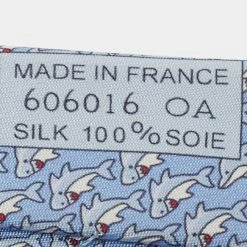 MADE IN FRANCE
606016 OA
SILK 100% SOIE